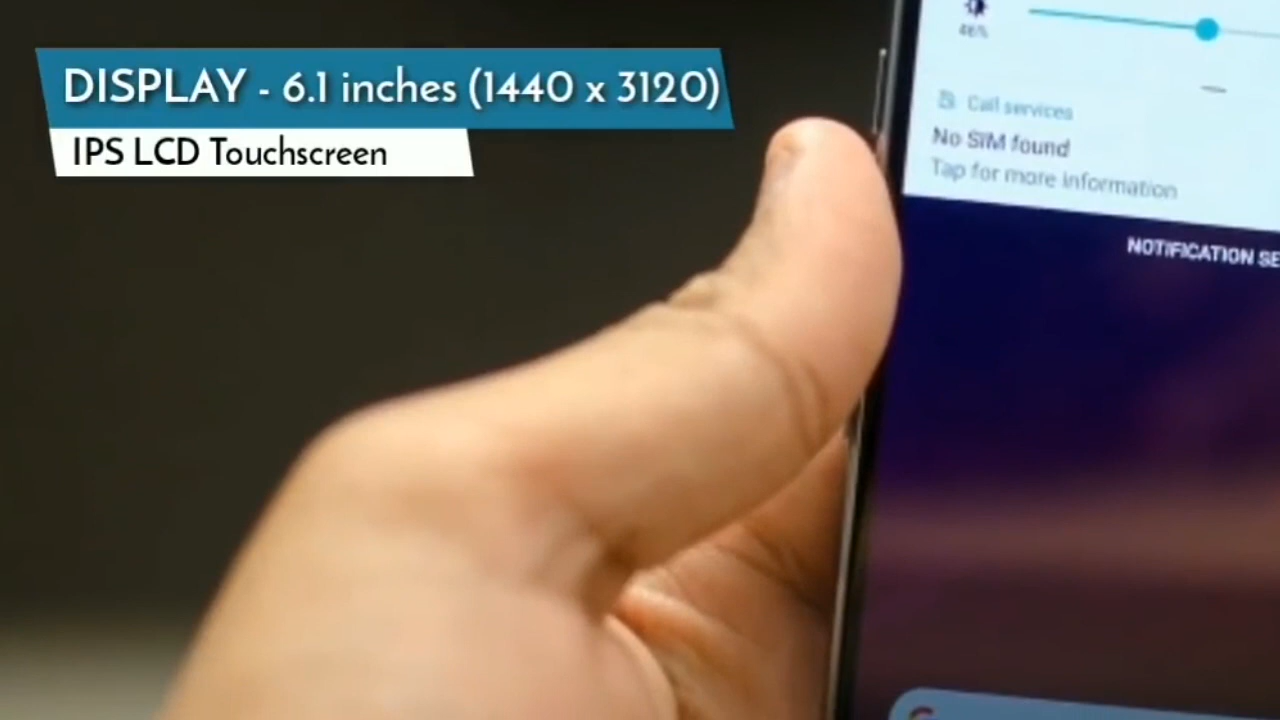 DISPLAY - 6.1 inches (1440 x 3120)
IPS LCD Touchscreen
46%
Call services
No SIM found
Tap for more information
NOTIFICATION SE